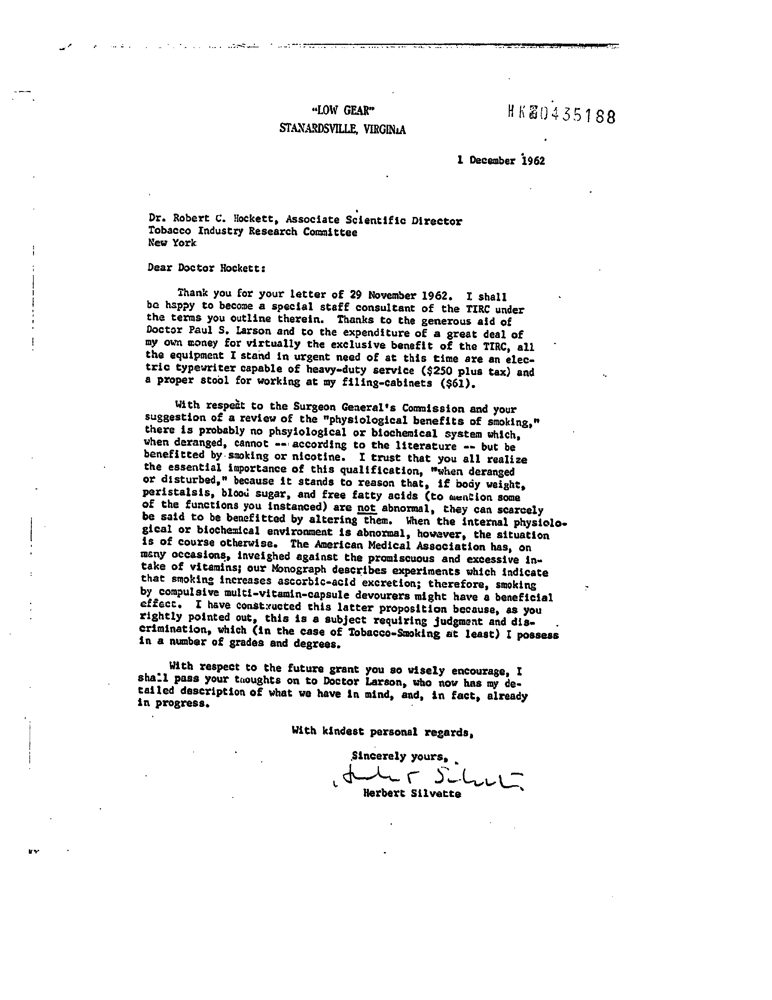 "LOW GEAR"
STANARDSVILLE, VIRGINIA
HK20435188
1 December 1962
Dr. Robert C. Hockett, Associate Scientific Director
Tobacco Industry Research Committee
New York
Dear Doctor Hockett:
Thank you for your letter of 29 November 1962. I shall
be happy to become a special staff consultant of the TIRC under
the terms you outline therein. Thanks to the generous aid of
Doctor Paul S. Larson and to the expenditure of a great deal of
my own money for virtually the exclusive benefit of the TIRC, all
the equipment I stand in urgent need of at this time are an elec-
tric typewriter capable of heavy-duty service ($250 plus tax) and
a proper stool for working at my filing-cabinets ($61).
With respect to the Surgeon General's Commission and your
suggestion of a review of the "physiological benefits of smoking,"
there is probably no phsyiological or biochemical system which,
when deranged, cannot -- according to the literature -- but be
benefitted by smoking or nicotine. I trust that you all realize
the essential importance of this qualification, "when deranged
or disturbed," because it stands to reason that, if body weight,
peristalsis, blood sugar, and free fatty acids (to mention some
of the functions you instanced) are not abnormal, they can scarcely
be said to be benefitted by altering them. When the internal physiolo-
gical or biochemical environment is abnormal, however, the situation
is of course otherwise. The American Medical Association has, on
many occasions, inveighed against the promiscuous and excessive in-
take of vitamins; our Monograph describes experiments which indicate
that smoking increases ascorbic-acid excretion; therefore, smoking
by compulsive multi-vitamin-capsule devourers might have a beneficial
effect. I have constructed this latter proposition because, as you
rightly pointed out, this is a subject requiring judgment and dis-
crimination, which (in the case of Tobacco-Smoking at least) I possess
in a number of grades and degrees.
With respect to the future grant you so wisely encourage, I
shall pass your thoughts on to Doctor Larson, who now has my de-
tailed description of what we have in mind, and, in fact, already
in progress.
With kindest personal regards,
Sincerely yours,
Herbert Silvette